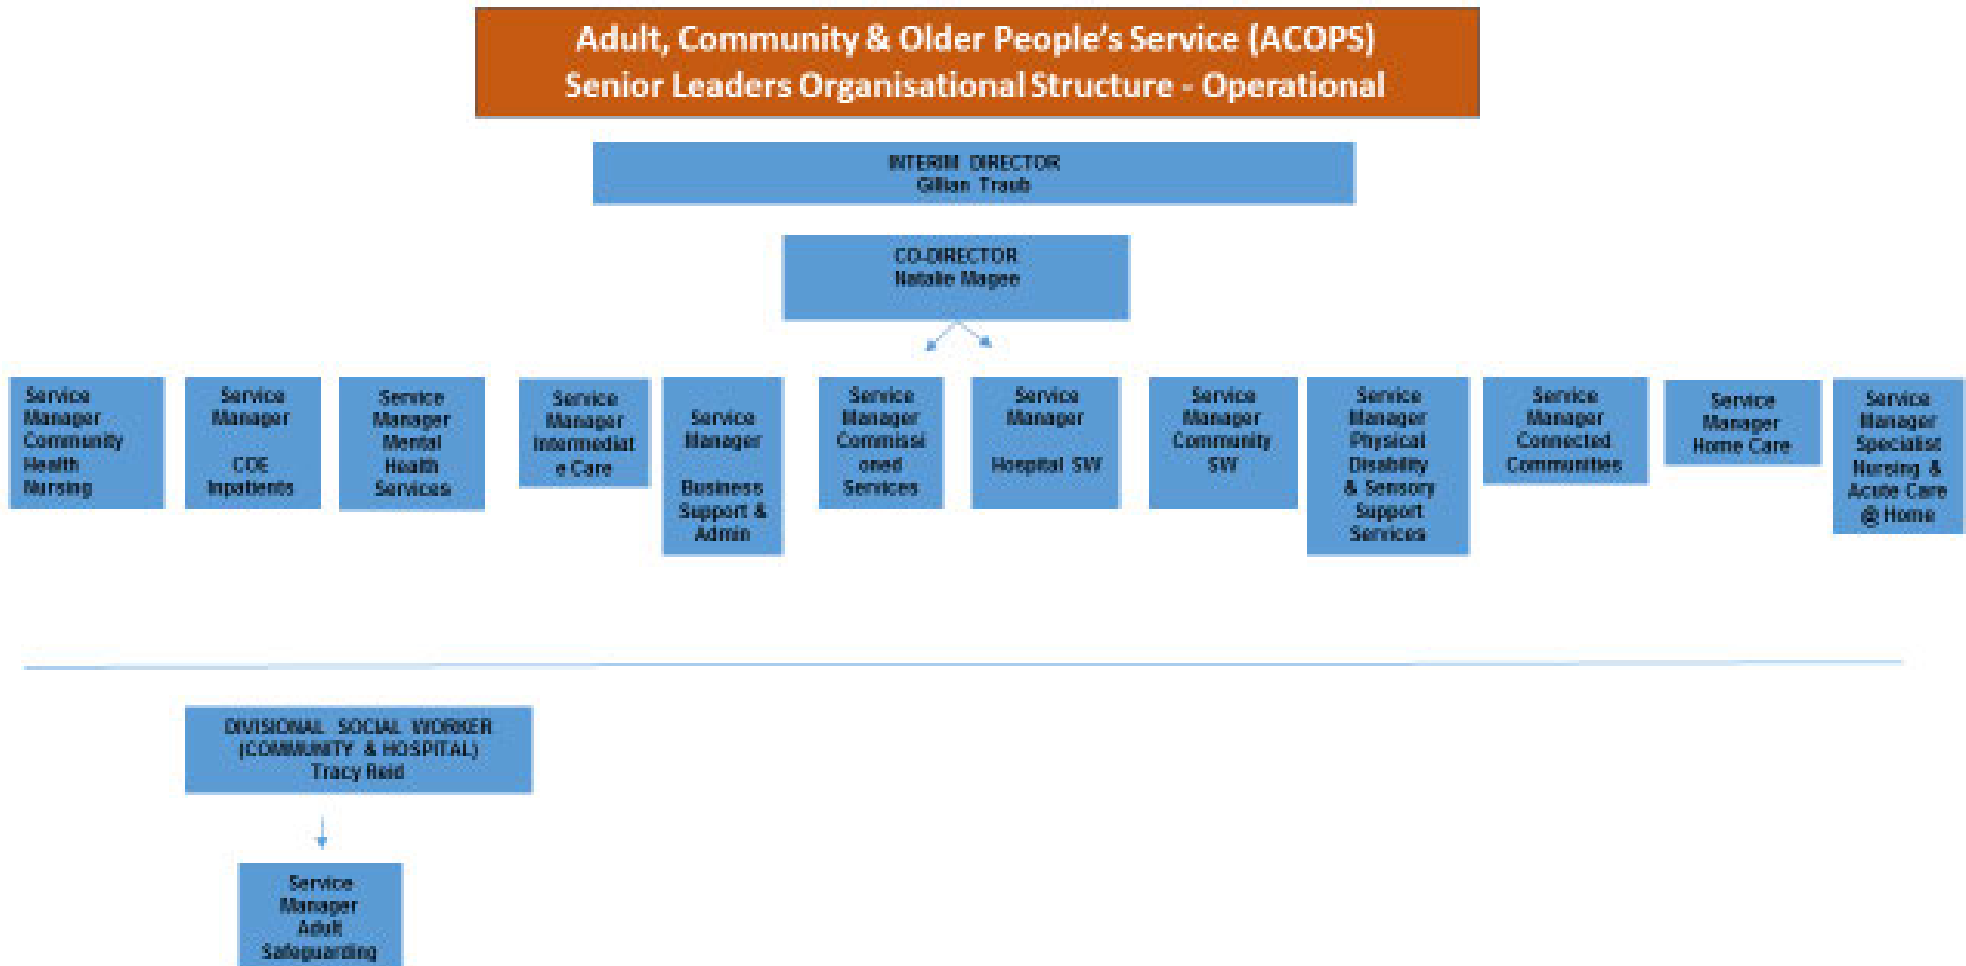 Adult, Community & Older People's Service (ACOPS)
Senior Leaders Organisational Structure - Operational
INTERIM DIRECTOR
Gillian Traub
CO-DIRECTOR
Natalie Magee
Service
Manager
Community
Health
Nursing
Service
Manager
COE
Inpatients
Service
Manager
Mental
Health
Services
Service
Manager
Intermediat
e Care
Service
Manager
Business
Support &
Admin
Service
Manager
Commissi
oned
Services
Service
Manager
Hospital SW
Service
Manager
Community
SW
Service
Manager
Physical
Disability
& Sensory
Support
Services
Service
Manager
Connected
Communities
Service
Manager
Home Care
Service
Manager
Specialist
Nursing &
Acute Care
@ Home
DIVISIONAL SOCIAL WORKER
(COMMUNITY & HOSPITAL)
Tracy Reid
Service
Manager
Adult
Safeguarding